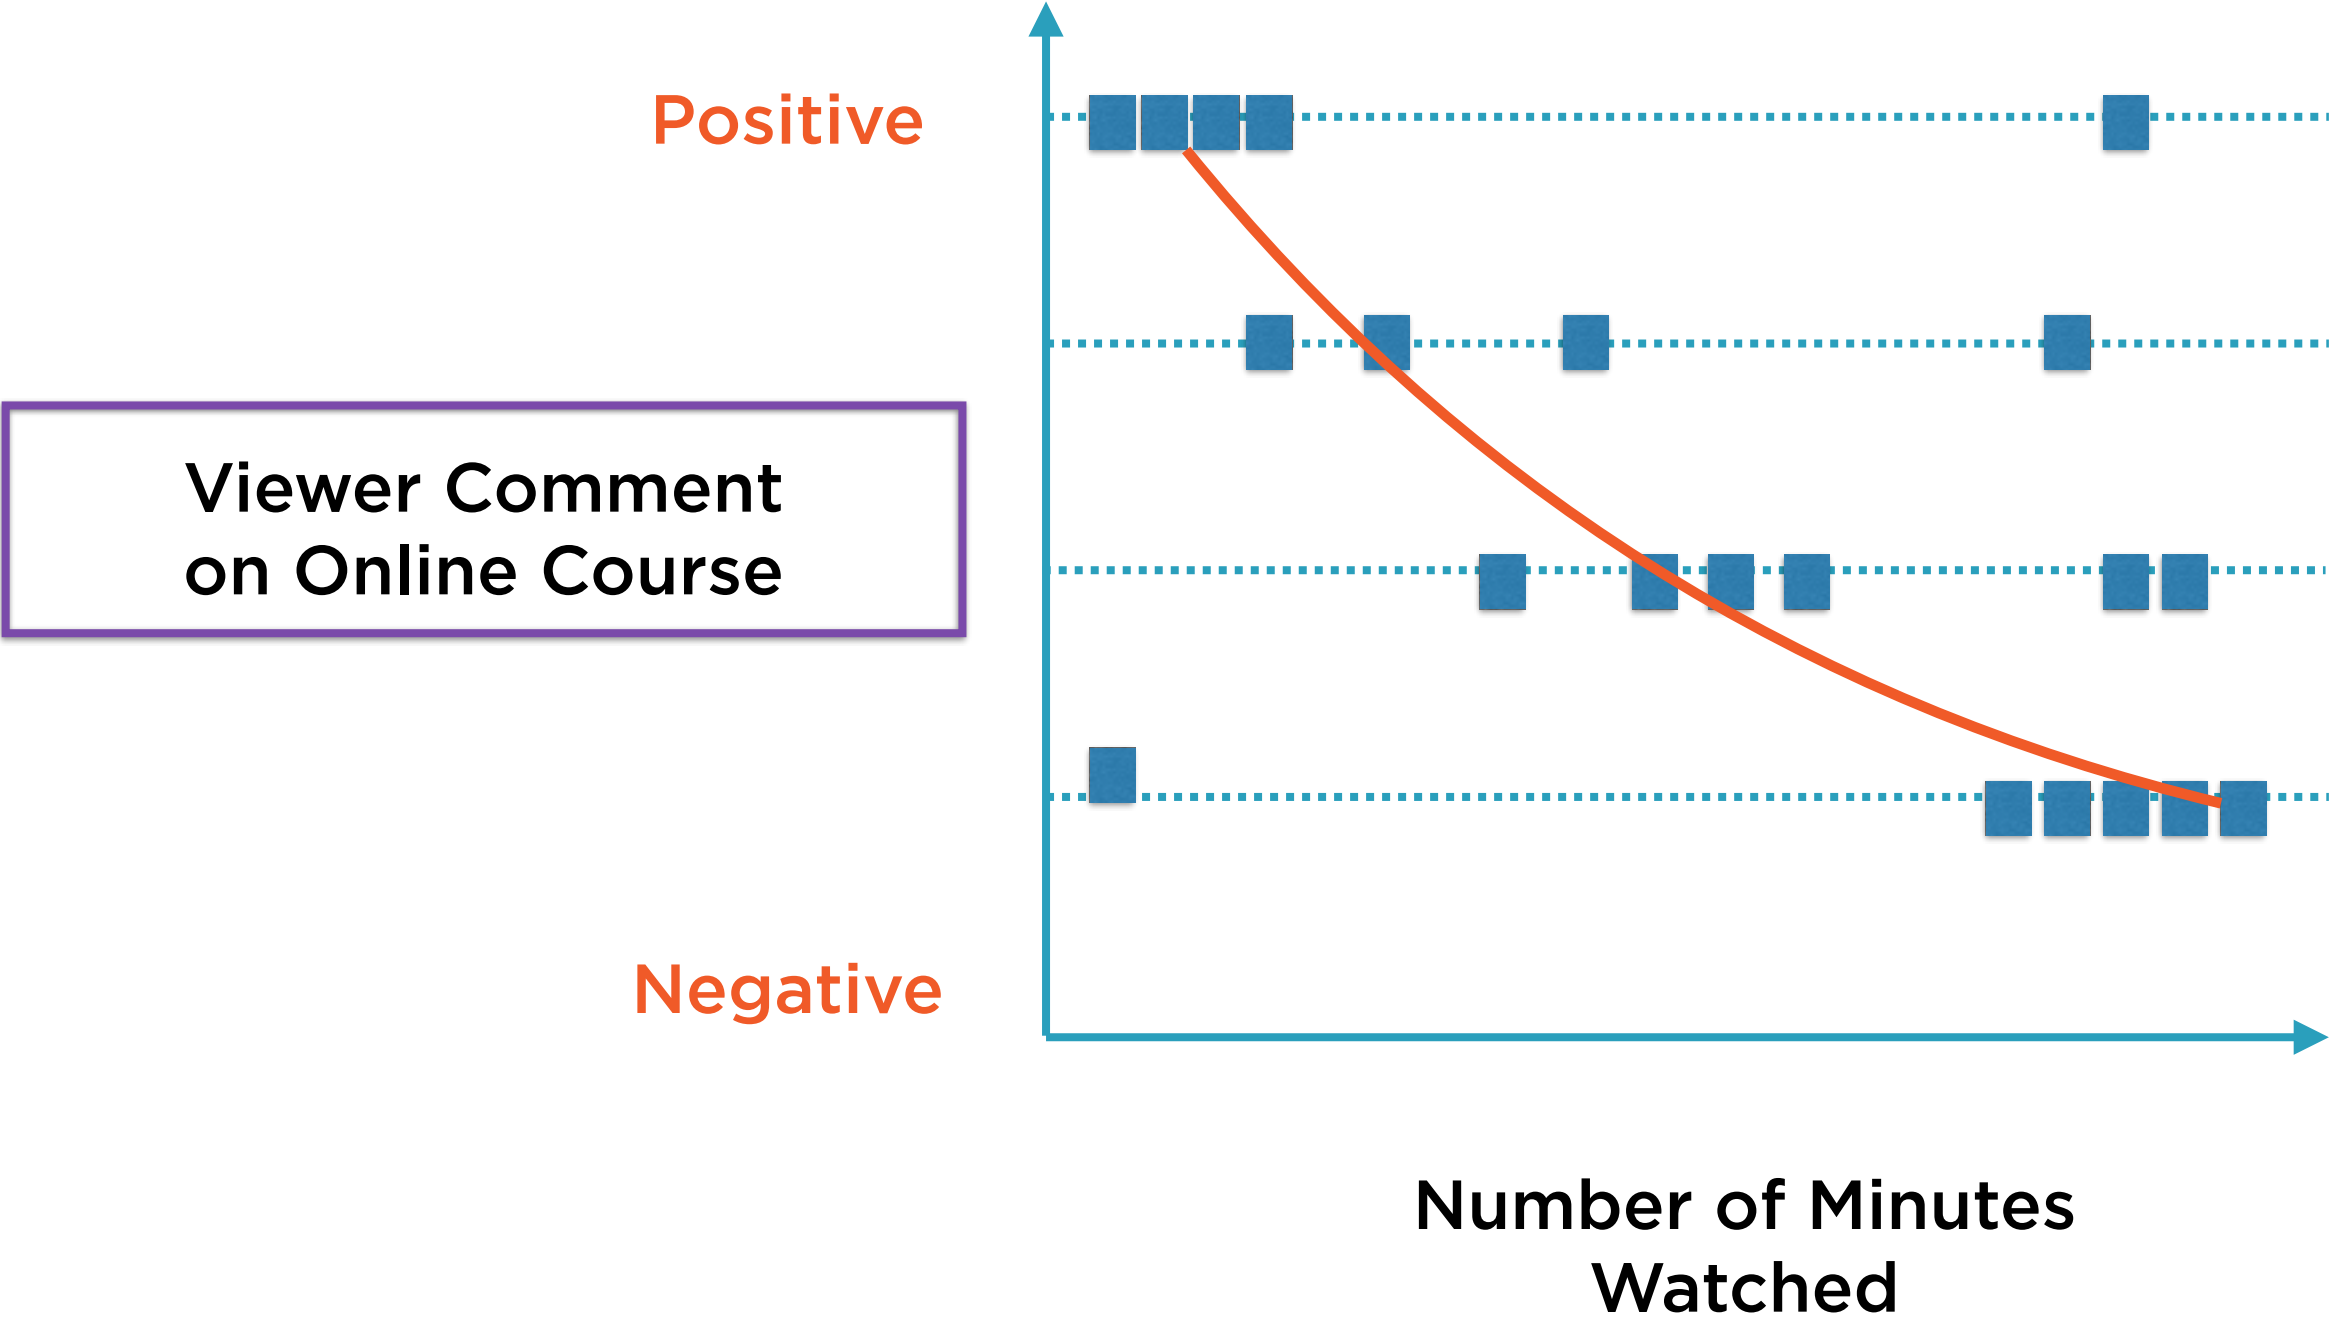 Positive
Viewer Comment
on Online Course
Negative
Number of Minutes
Watched